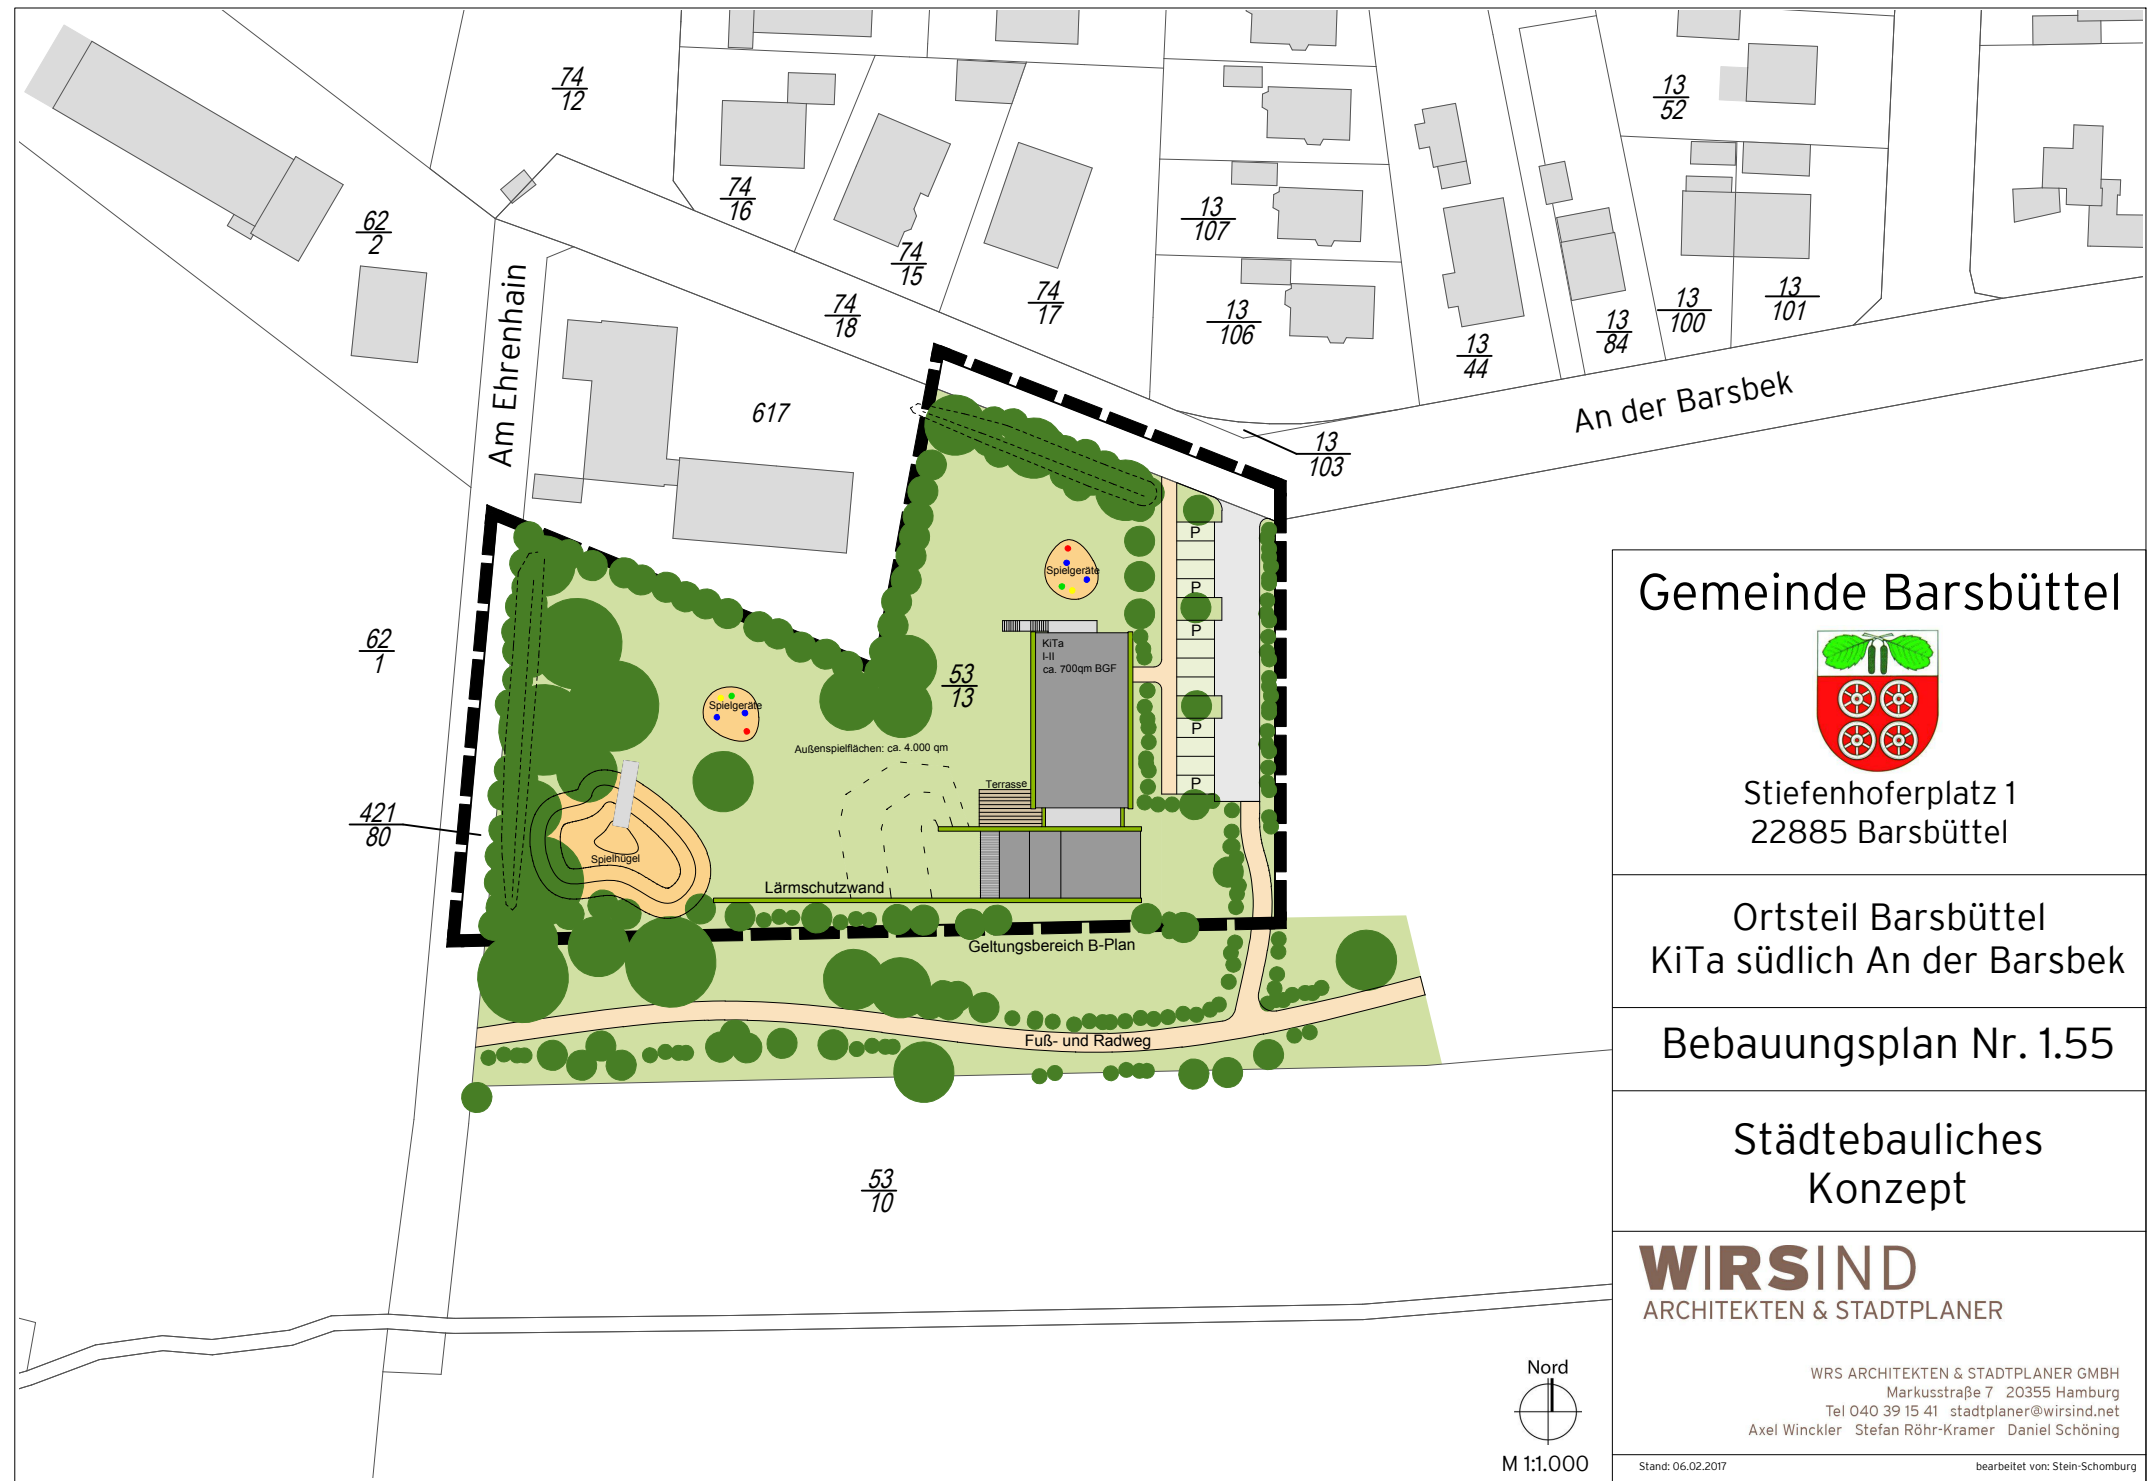 74
12
13
52
74
16
62
2
74
15
13
107
74
17
74
18
13
106
13
44
13
84
13
100
13
101
Am Ehrenhain
617
An der Barsbek
13
103
P
Spielgeräte
P
P
KiTa
I-II
ca. 700qm BGF
62
1
53
13
Spielgeräte
P
Außenspielflächen: ca. 4.000 qm
Terrasse
P
421
80
Spielhügel
Lärmschutzwand
Geltungsbereich B-Plan
Fuß- und Radweg
53
10
Nord
M 1:1.000
Gemeinde Barsbüttel
Stiefenhoferplatz 1
22885 Barsbüttel
Ortsteil Barsbüttel
KiTa südlich An der Barsbek
Bebauungsplan Nr. 1.55
Städtebauliches
Konzept
WIRSIND
ARCHITEKTEN & STADTPLANER
WRS ARCHITEKTEN & STADTPLANER GMBH
Markusstraße 7 20355 Hamburg
Tel 040 39 15 41 stadtplaner@wirsind.net
Axel Winckler Stefan Röhr-Kramer Daniel Schöning
Stand: 06.02.2017
bearbeitet von: Stein-Schomburg